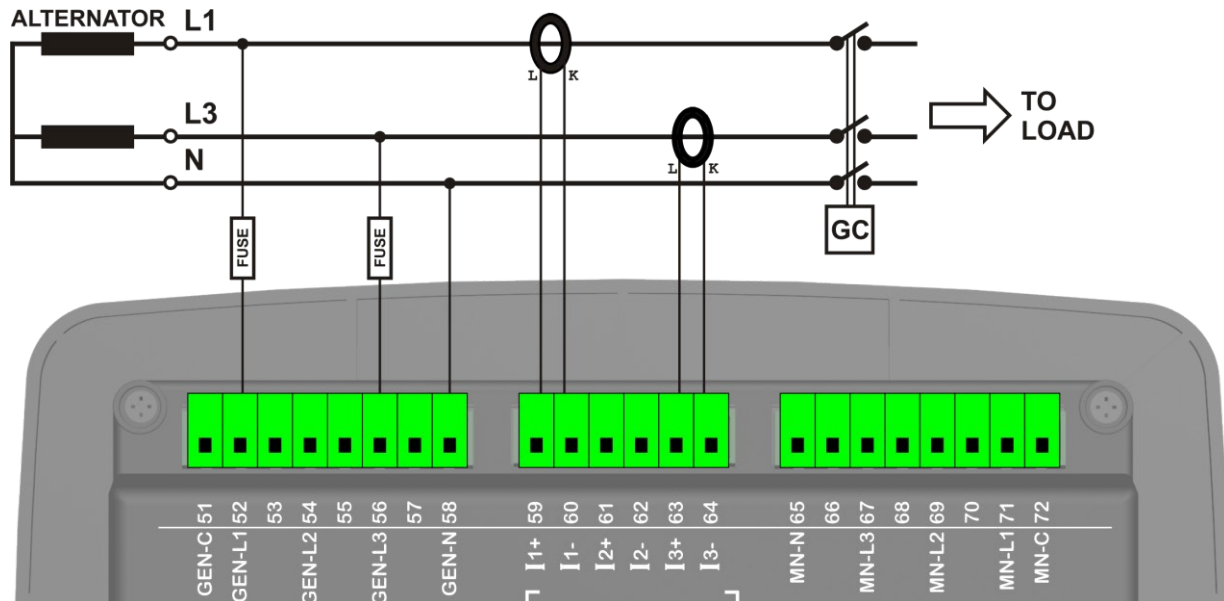 ALTERNATOR L1
L K
L3
L K
N
TO
LOAD
FUSE
FUSE
GC
GEN-C 51
GEN-L1 52
53
GEN-L2 54
55
GEN-L3 56
57
GEN-N 58
I1+ 59
I1- 60
I2+ 61
I2- 62
I3+ 63
I3- 64
MN-N 65
66
MN-L3 67
68
MN-L2 69
70
MN-L1 71
MN-C 72